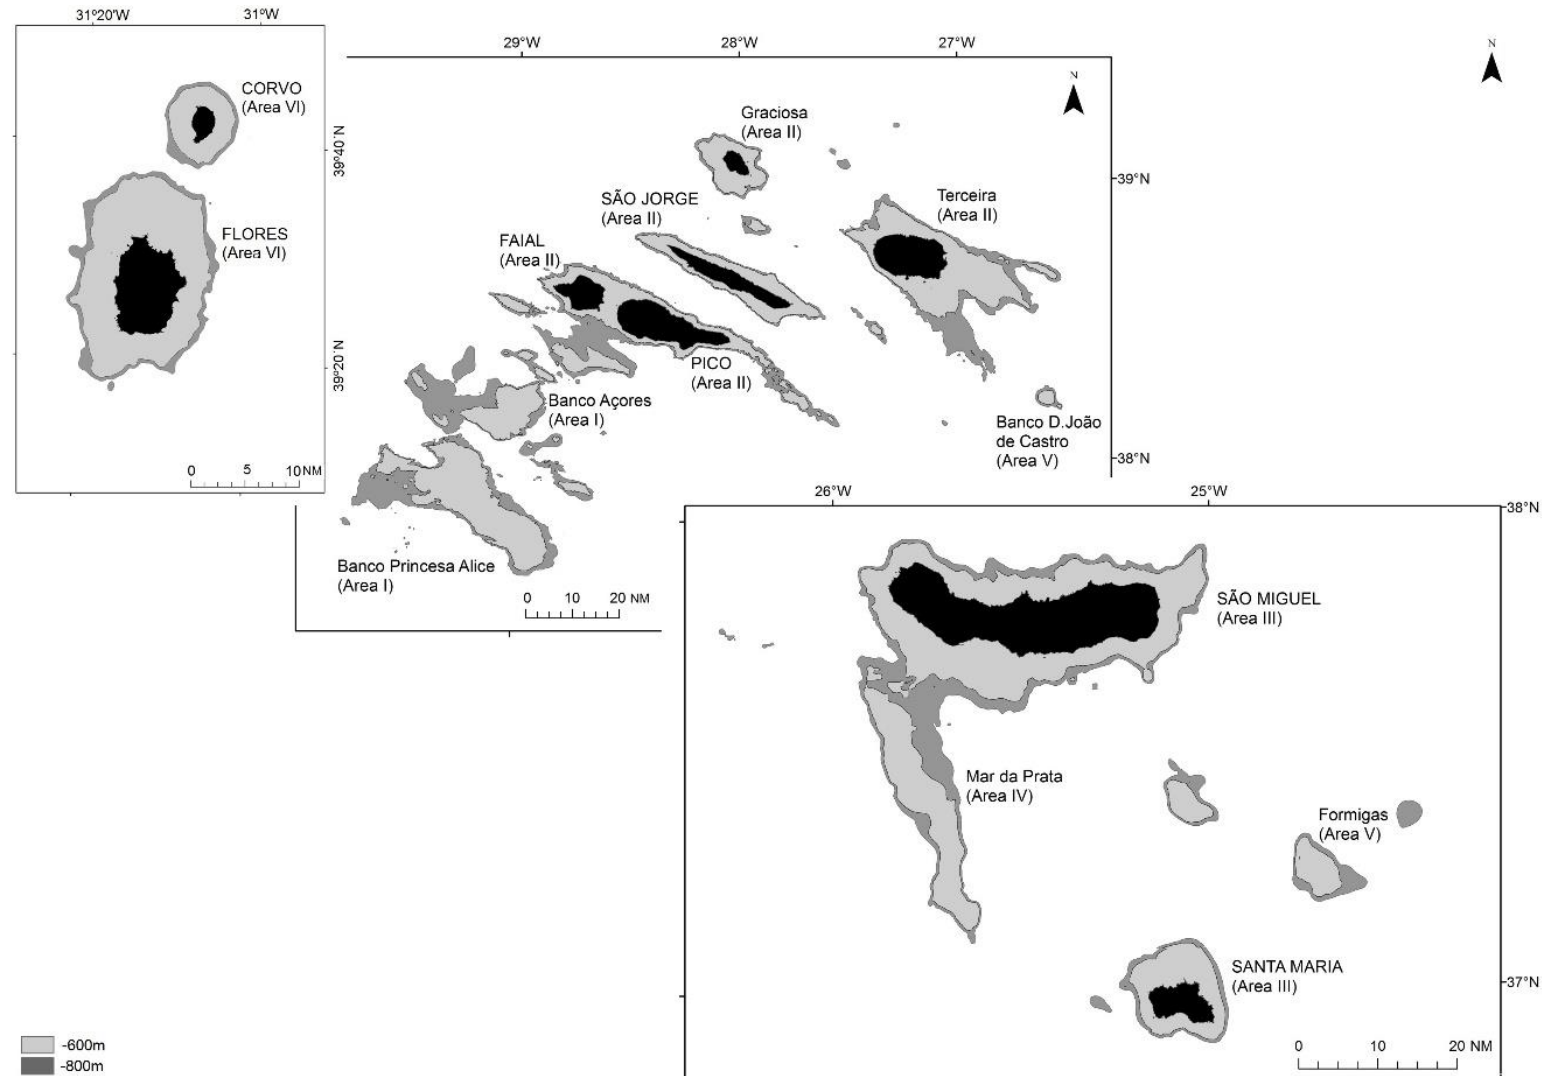 31°20'W
31°W
CORVO
(Area VI)
39°40'N
FLORES
(Area VI)
39°20'N
0 5 10 NM
29°W
28°W
27°W
N
Graciosa
(Area II)
39°N
SÃO JORGE
(Area II)
Terceira
(Area II)
FAIAL
(Area II)
PICO
(Area II)
Banco Açores
(Area I)
Banco D.João
de Castro
(Area V)
38°N
Banco Princesa Alice
(Area I)
0 10 20 NM
N
26°W
25°W
38°N
SÃO MIGUEL
(Area III)
Mar da Prata
(Area IV)
Formigas
(Area V)
SANTA MARIA
(Area III)
37°N
0 10 20 NM
-600m
-800m